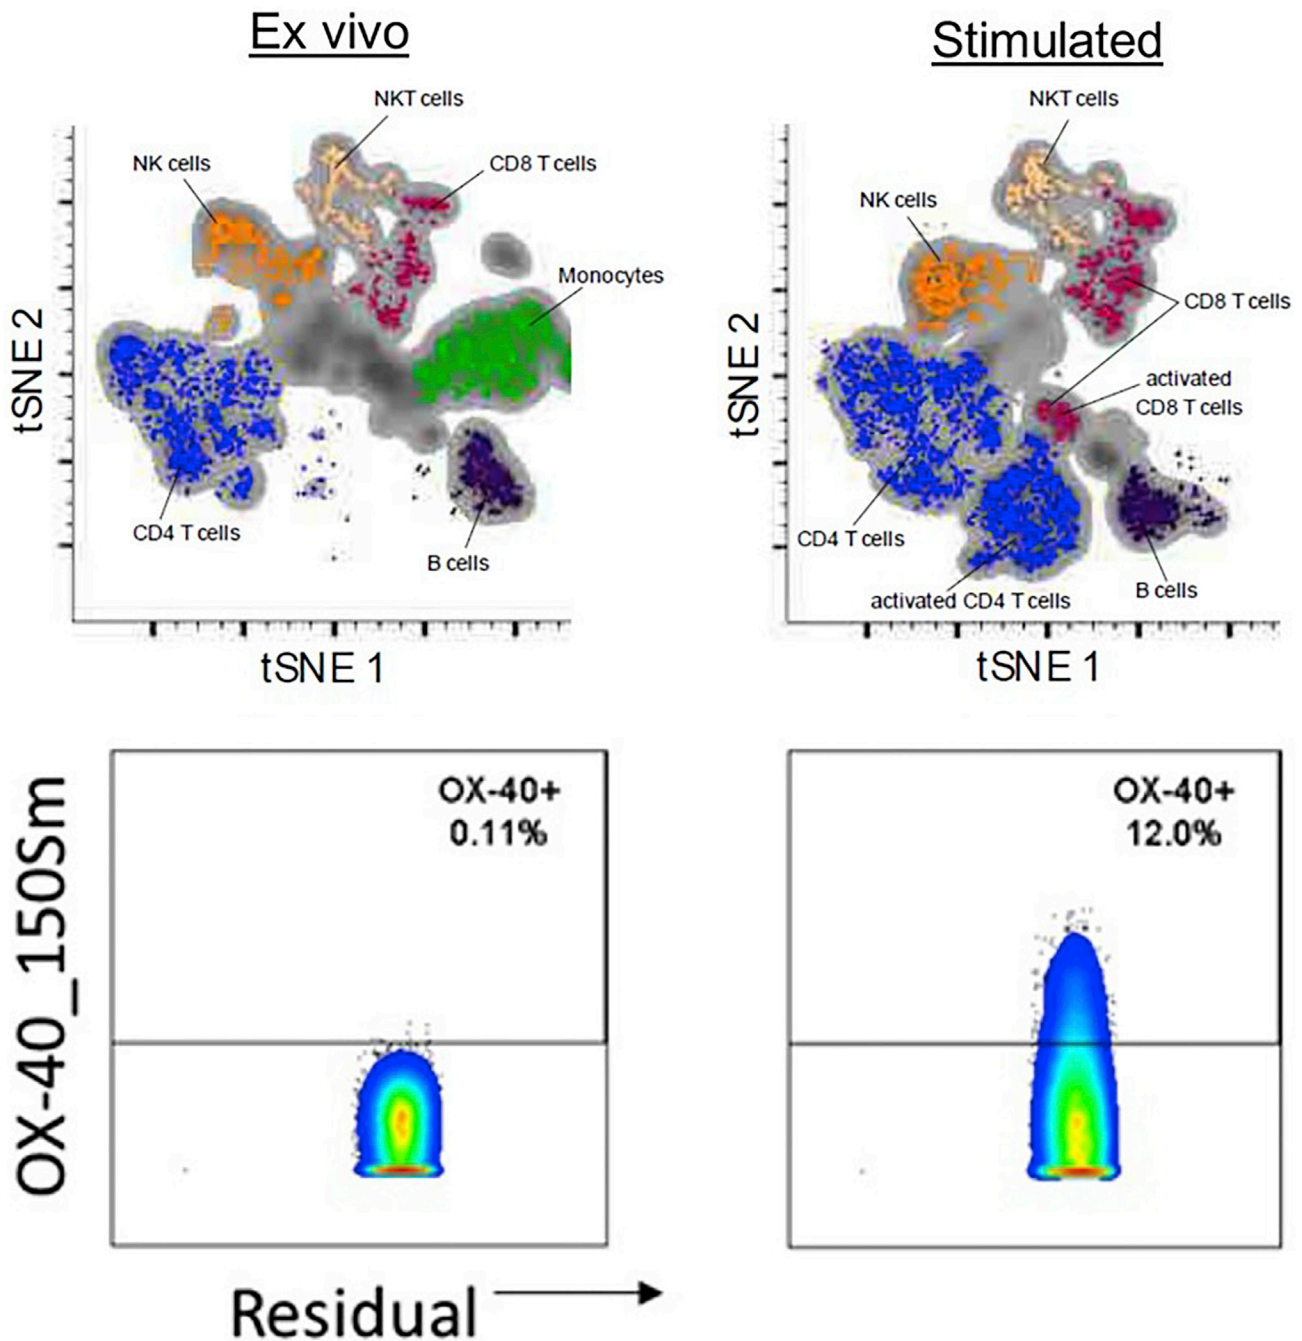 Ex vivo
Stimulated
NKT cells
NK cells
CD8 T cells
Monocytes
CD4 T cells
B cells
tSNE 2
tSNE 1
NKT cells
NK cells
CD8 T cells
activated
CD8 T cells
CD4 T cells
activated CD4 T cells
B cells
tSNE 2
tSNE 1
OX-40_150Sm
OX-40+
0.11%
OX-40+
12.0%
Residual